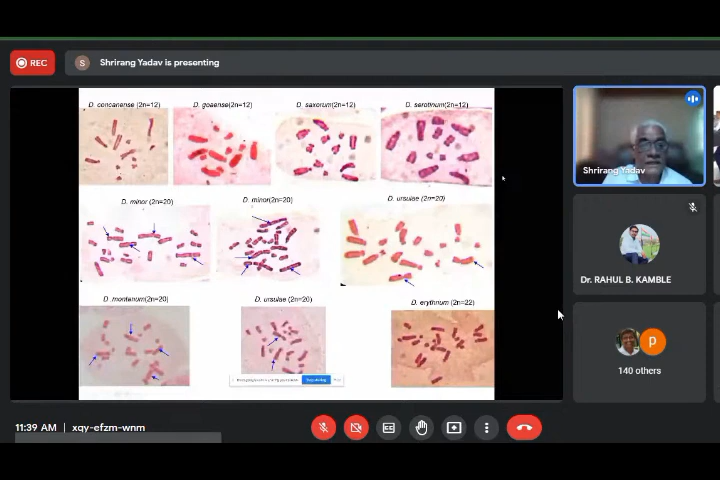 REC
S
Shrirang Yadav is presenting
D. concanense (2n=12)
D. goaense(2n=12)
D. saxorum(2n=12)
D. serotinum(2n=12)
D. minor (2n=20)
D. minor(2n=20)
D. ursulae (2n=20)
D. montanum(2n=20)
D. ursulae (2n=20)
D. erythrum (2n=22)
Shrirang Yadav
Dr. RAHUL B. KAMBLE
p
140 others
11:39 AM | xqy-efzm-wnm
CC